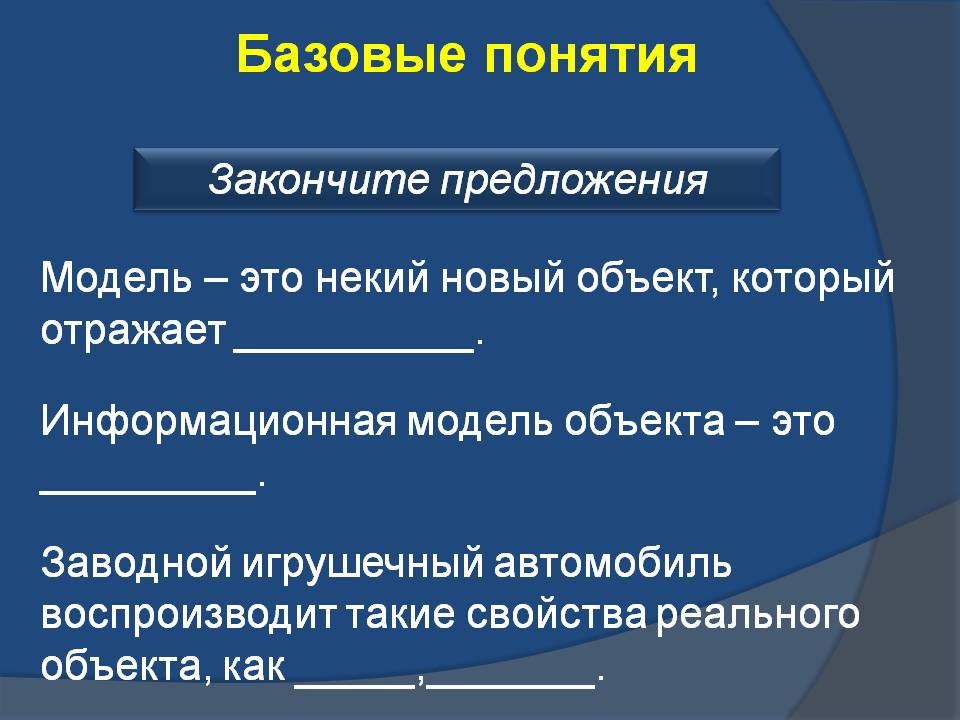 Базовые понятия
Закончите предложения
Модель – это некий новый объект, который
отражает __________.
Информационная модель объекта – это
_________.
Заводной игрушечный автомобиль
воспроизводит такие свойства реального
объекта, как _____,_______.